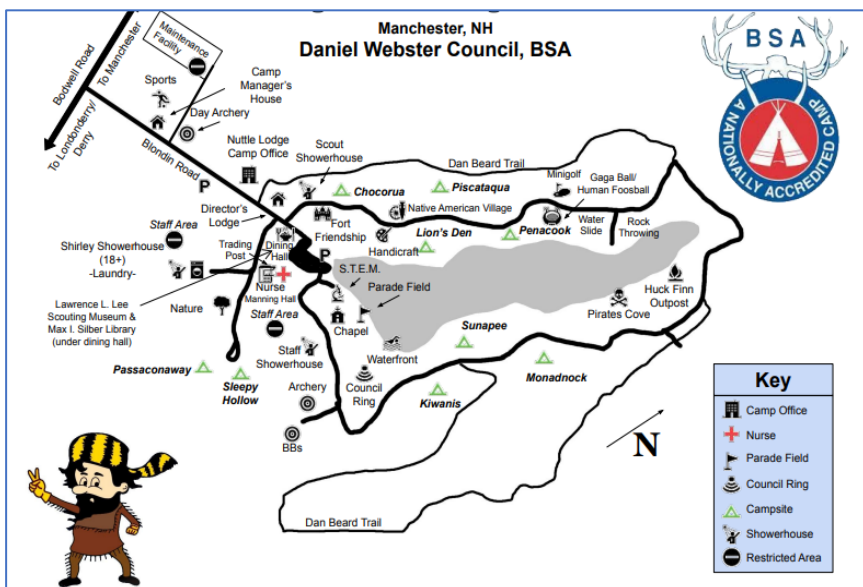 Manchester, NH
Daniel Webster Council, BSA
BSA
A NATIONALLY ACCREDITED CAMP
Bodwell Road
To Manchester
To Londonderry/
Derry
Maintenance
Facility
Sports
Camp
Manager's
House
Day Archery
Blondin Road
P
Nuttle Lodge
Camp Office
Scout
Showerhouse
Dan Beard Trail
Chocorua
Piscataqua
Minigolf
Gaga Ball/
Human Foosball
Director's
Lodge
Fort
Friendship
Native American Village
Handicraft
Lion's Den
Penacook
Water
Slide
Rock
Throwing
Staff Area
Shirley Showerhouse
(18+)
-Laundry-
Trading
Post
Dining
Hall
P
Nurse
Manning Hall
S.T.E.M.
Parade Field
Lawrence L. Lee
Scouting Museum &
Max I. Silber Library
(under dining hall)
Nature
Staff Area
Chapel
Huck Finn
Outpost
Pirates Cove
Staff
Showerhouse
Waterfront
Sunapee
Passaconaway
Sleepy
Hollow
Council
Ring
Monadnock
Archery
Kiwanis
BBs
N
Dan Beard Trail
Key
Camp Office
Nurse
Parade Field
Council Ring
Campsite
Showerhouse
Restricted Area